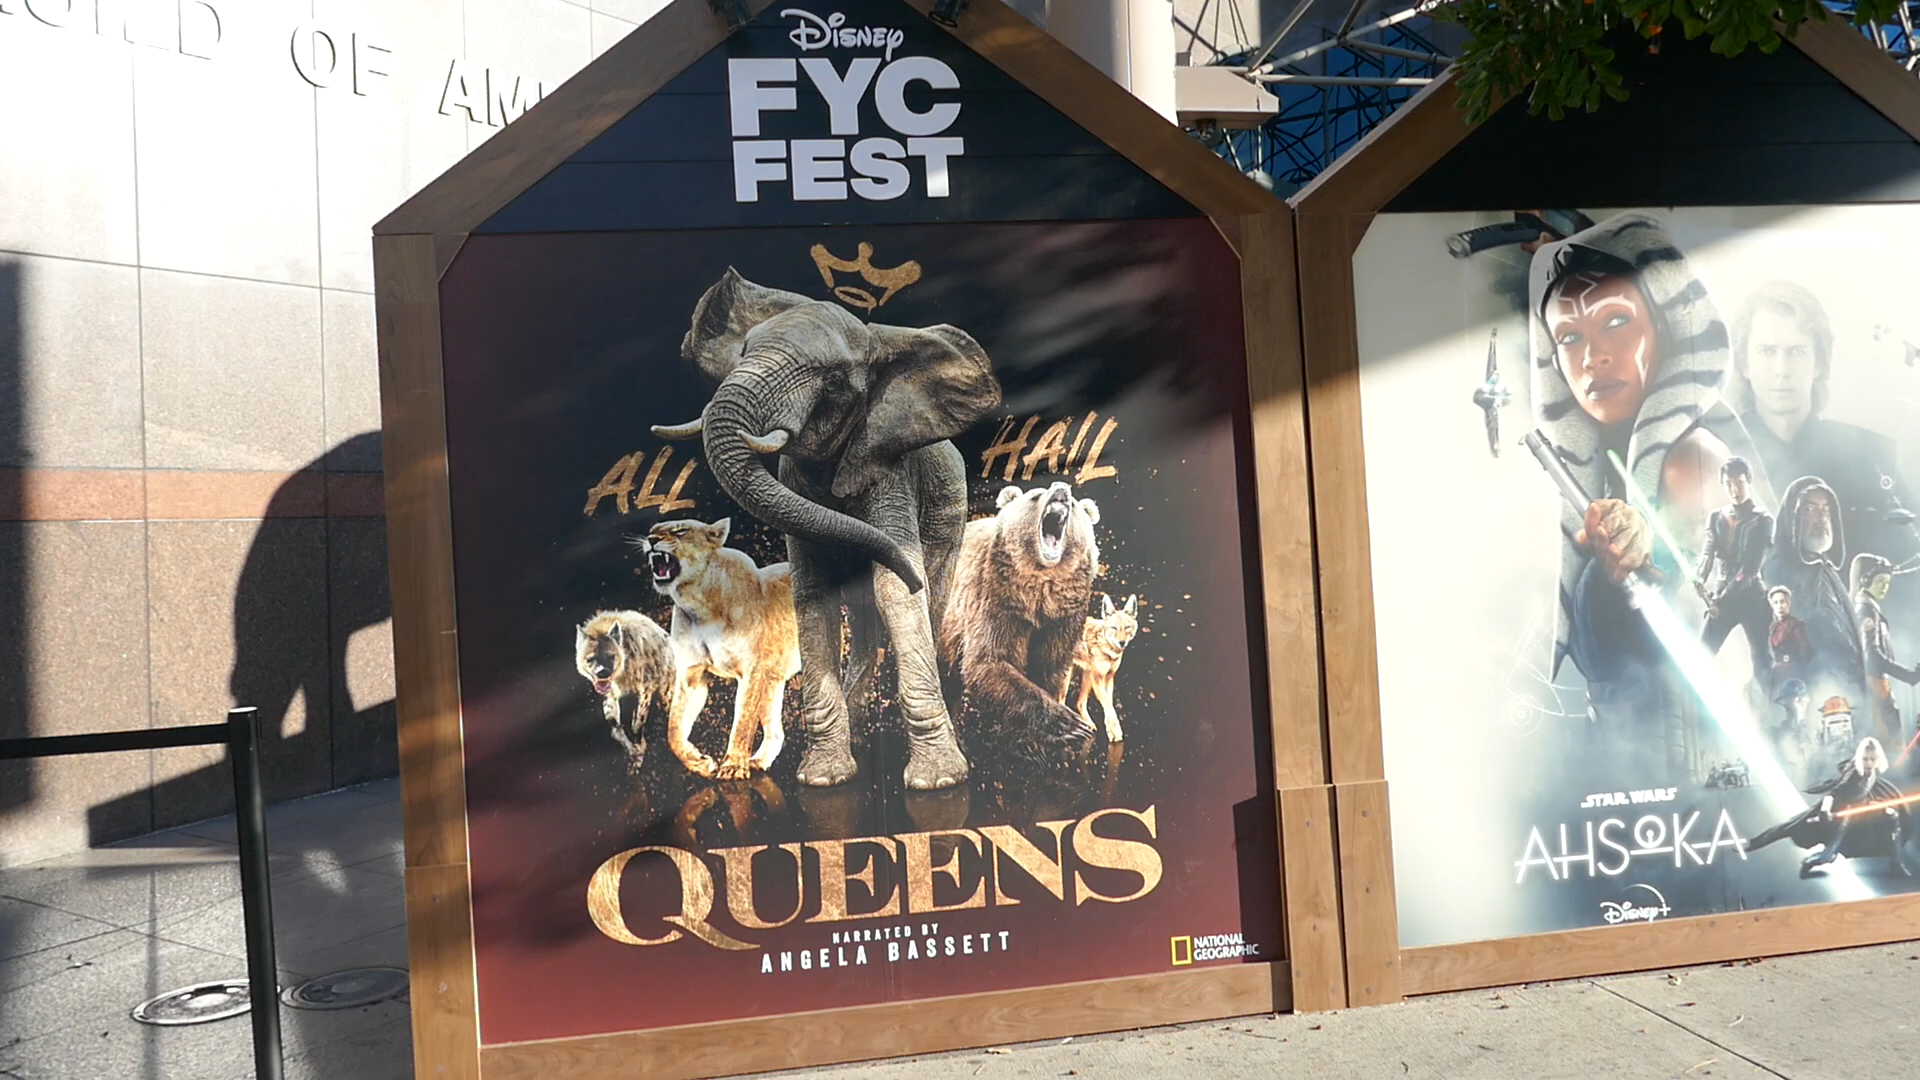 OF AM
DISNEY
FYC
FEST
ALL HAIL
QUEENS
NARRATED BY
ANGELA BASSETT
NATIONAL
GEOGRAPHIC
STAR WARS
AHSOKA
Disney+